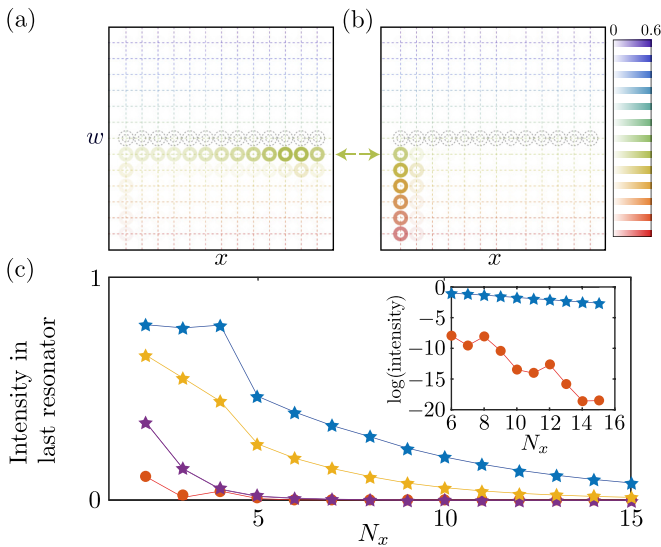 (a)
(b)
0 0.6
w
x
x
(c)
1
0
Intensity in
last resonator
5
10
15
N_x
0
−5
−10
−15
−20
log(intensity)
6 8 10 12 14 16
N_x